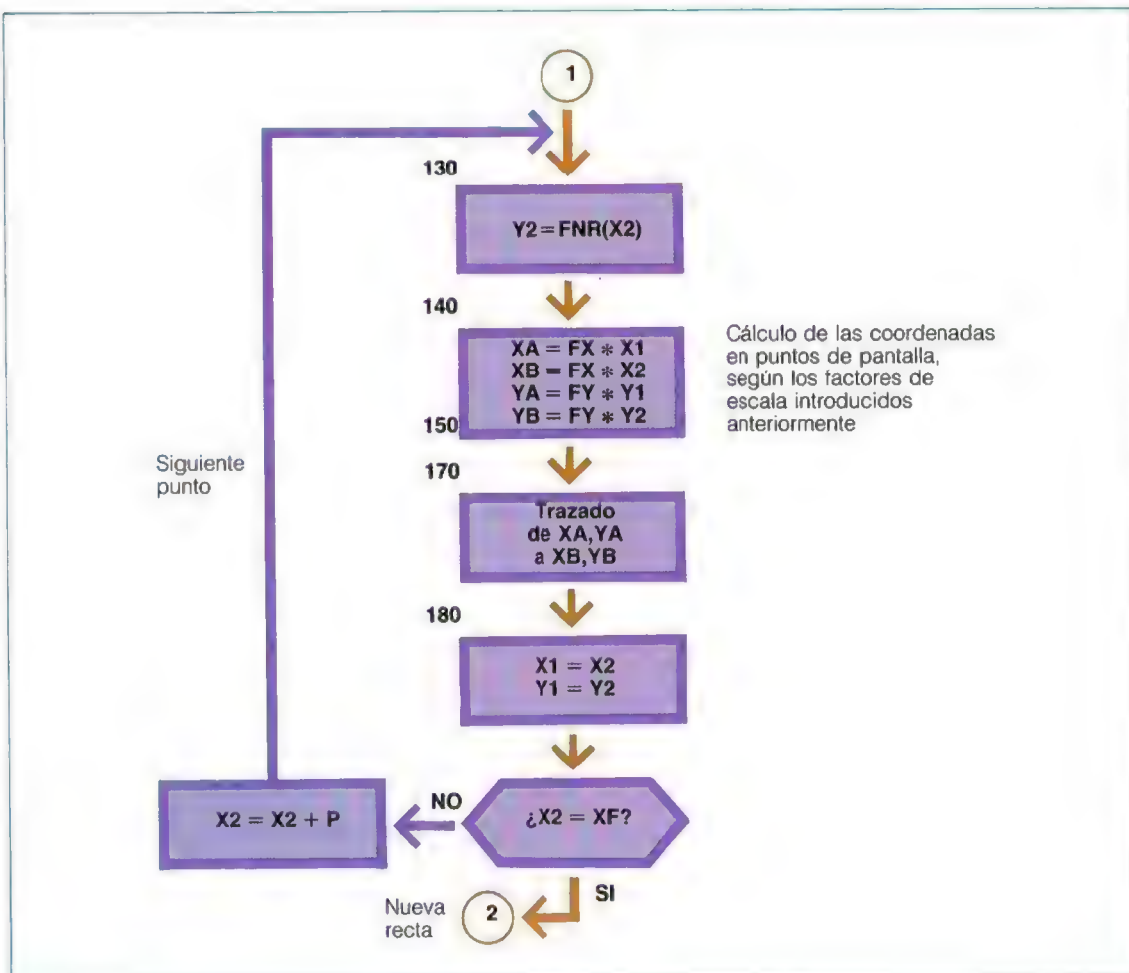 1
130
Y2 = FNR(X2)
140
XA = FX * X1
XB = FX * X2
YA = FY * Y1
YB = FY * Y2
150
Cálculo de las coordenadas
en puntos de pantalla,
según los factores de
escala introducidos
anteriormente
Siguiente
punto
170
Trazado
de XA,YA
a XB,YB
180
X1 = X2
Y1 = Y2
X2 = X2 + P
NO
¿X2 = XF?
SI
Nueva
recta
2